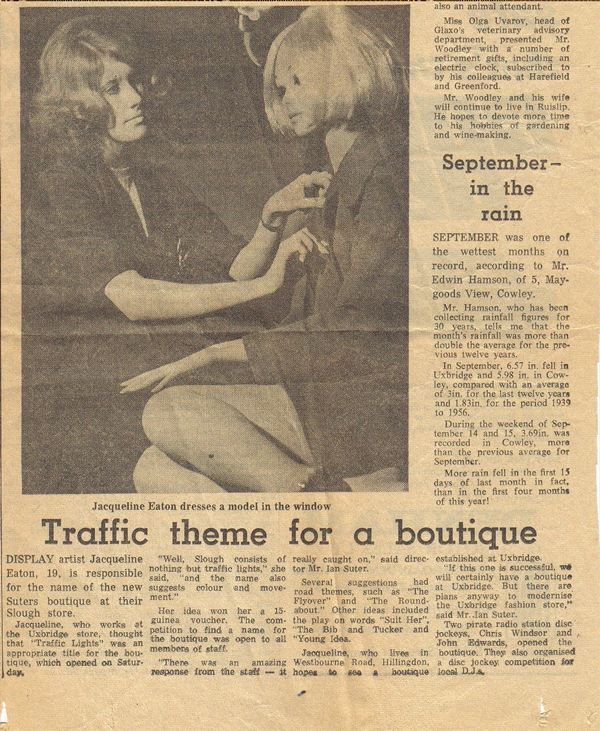 also an animal attendant.
Miss Olga Uvarov, head of
Glaxo's veterinary advisory
department, presented Mr.
Woodley with a number of
retirement gifts, including an
electric clock, subscribed to
by his colleagues at Harefield
and Greenford.
Mr. Woodley and his wife
will continue to live in Ruislip.
He hopes to devote more time
to his hobbies of gardening
and wine-making.
September–
in the
rain
SEPTEMBER was one of
the wettest months on
record, according to Mr.
Edwin Hamson, of 5, May-
goods View, Cowley.
Mr. Hamson, who has been
collecting rainfall figures for
30 years, tells me that the
month's rainfall was more than
double the average for the pre-
vious twelve years.
In September, 6.57 in. fell in
Uxbridge and 5.98 in. in Cow-
ley, compared with an average
of 3in. for the last twelve years
and 1.83in. for the period 1939
to 1956.
During the weekend of Sep-
tember 14 and 15, 3.69in. was
recorded in Cowley, more
than the previous average for
September.
More rain fell in the first 15
days of last month in fact,
than in the first four months
of this year!
Jacqueline Eaton dresses a model in the window
Traffic theme for a boutique
DISPLAY artist Jacqueline
Eaton, 19, is responsible
for the name of the new
Suters boutique at their
Slough store.
Jacqueline, who works at
the Uxbridge store, thought
that "Traffic Lights" was an
appropriate title for the bou-
tique, which opened on Satur-
day.
"Well, Slough consists of
nothing but traffic lights," she
said, "and the name also
suggests colour and move-
ment."
Her idea won her a 15-
guinea voucher. The com-
petition to find a name for
the boutique was open to all
members of staff.
"There was an amazing
response from the staff — it
really caught on," said direc-
tor Mr. Ian Suter.
Several suggestions had
road themes, such as "The
Flyover" and "The Round-
about." Other ideas included
the play on words "Suit Her",
"The Bib and Tucker and
"Young Idea.
Jacqueline, who lives in
Westbourne Road, Hillingdon,
hopes to see a boutique
established at Uxbridge.
"If this one is successful, we
will certainly have a boutique
at Uxbridge. But there are
plans anyway to modernise
the Uxbridge fashion store,"
said Mr. Jan Suter.
Two pirate radio station disc
jockeys, Chris Windsor and
John Edwards, opened the
boutique. They also organised
a disc jockey competition for
local D.J.s.